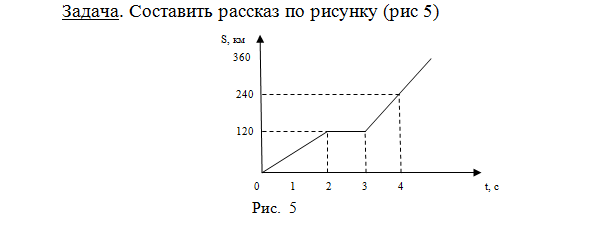 Задача. Составить рассказ по рисунку (рис 5)
S, км
360
240
120
0 1 2 3 4 t, c
Рис. 5